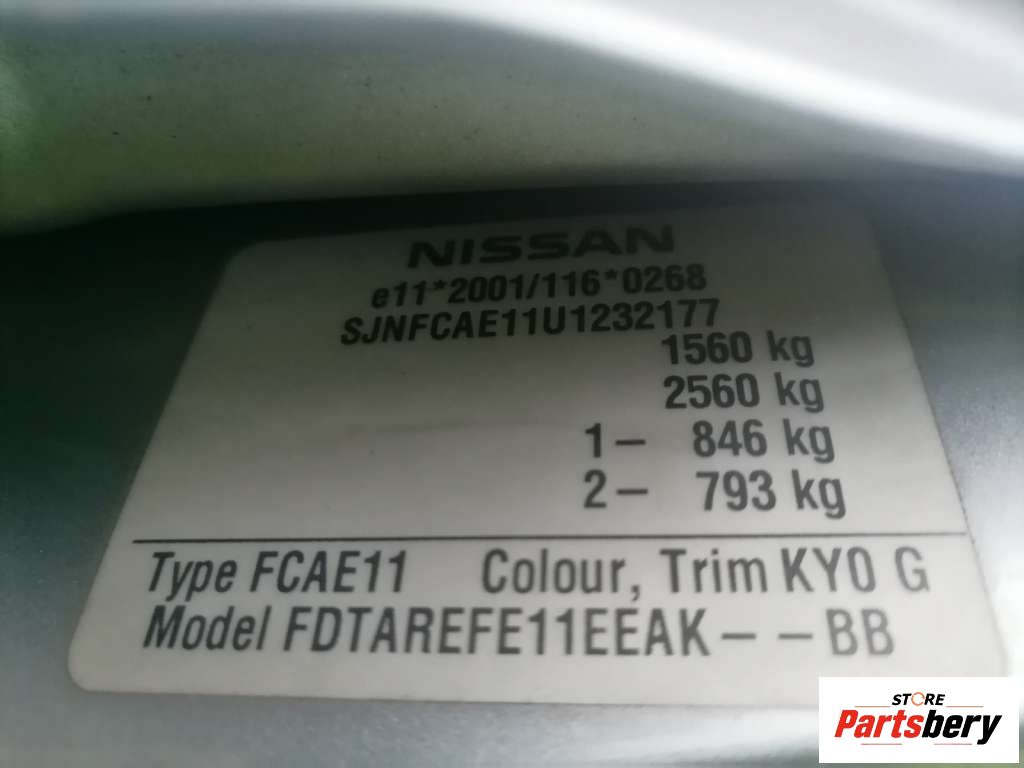 NISSAN
e11*2001/116*0268
SJNFCAE11U1232177
1560 kg
2560 kg
1– 846 kg
2– 793 kg
Type FCAE11 Colour, Trim KY0 G
Model FDTAREFE11EEAK– –BB
STORE
Partsbery